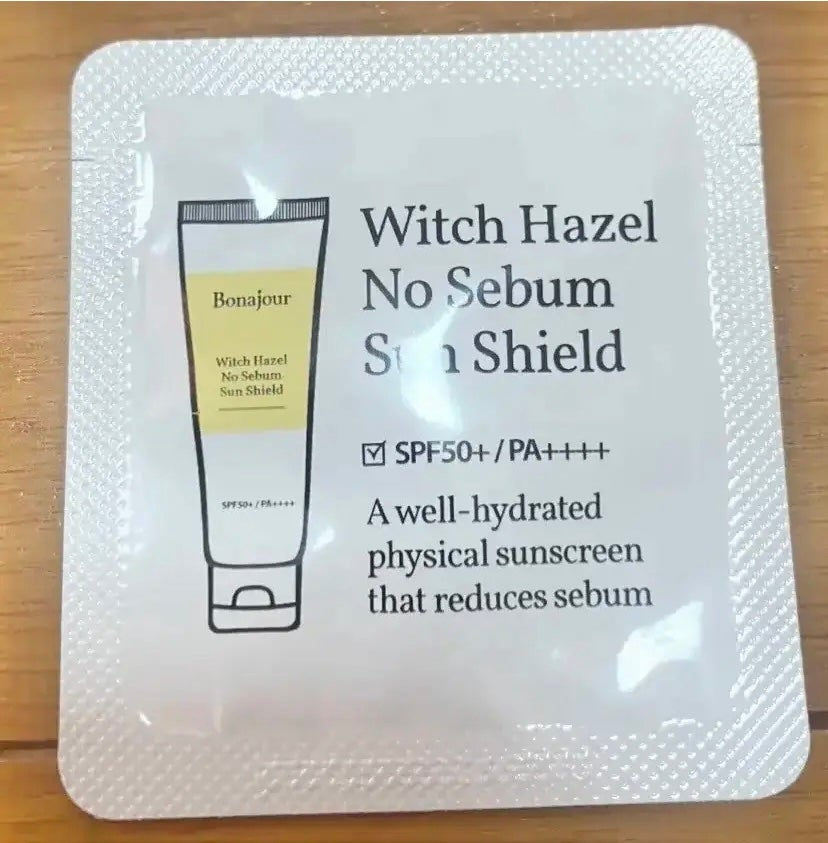 Witch Hazel
No Sebum
Sun Shield
SPF50+/PA++++
A well-hydrated
physical sunscreen
that reduces sebum
Bonajour
Witch Hazel
No Sebum
Sun Shield
SPF50+/PA++++